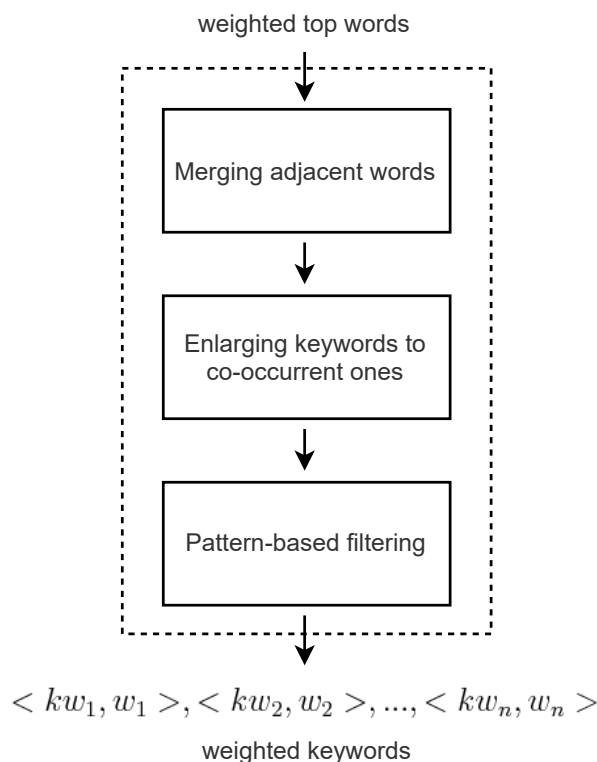 weighted top words
Merging adjacent words
Enlarging keywords to
co-occurrent ones
Pattern-based filtering
< kw₁, w₁ >, < kw₂, w₂ >, ..., < kwₙ, wₙ >
weighted keywords